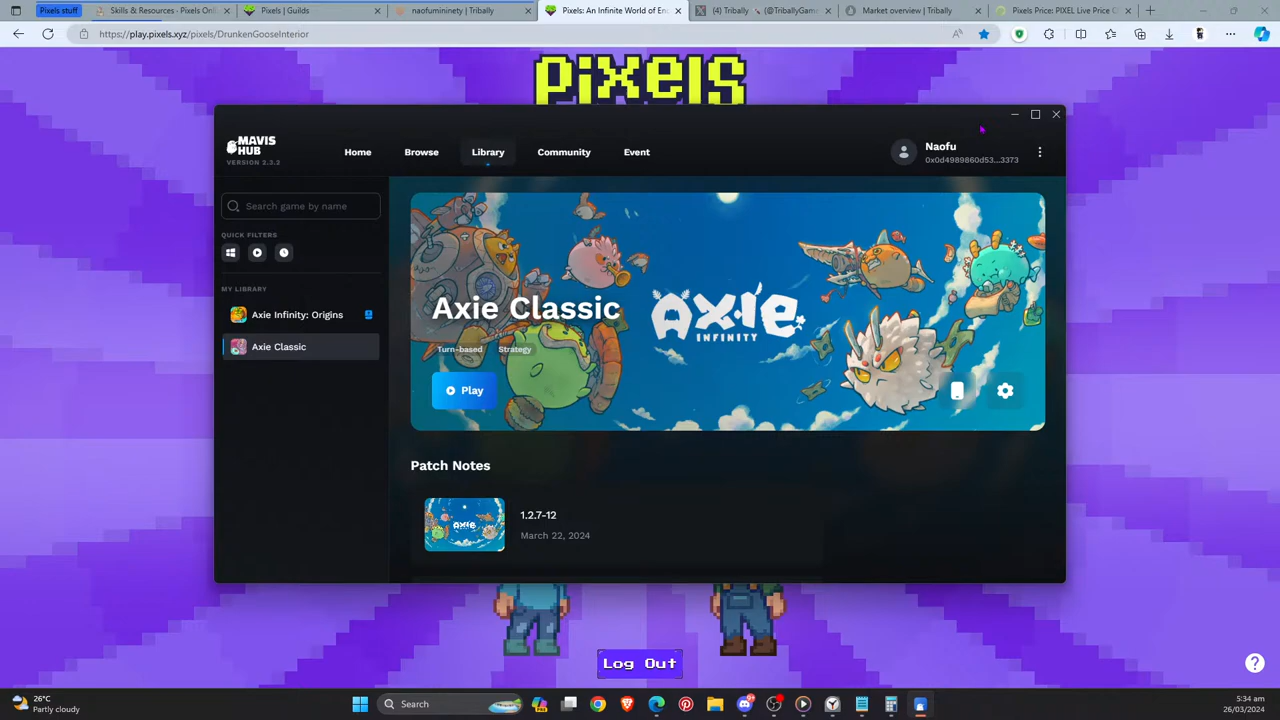 Pixels stuff
Skills & Resources - Pixels Onl
Pixels | Guilds
naofumininety | Tribally
Pixels: An Infinite World of En
(4) Tribally
@TriballyGam
Market overview | Tribally
Pixels Price: PIXEL Live Price C
https://play.pixels.xyz/pixels/DrunkenGooseInterior
pixels
MAVIS
HUB
VERSION 2.3.2
Home
Browse
Library
Community
Event
Naofu
0x0d4989860d53...3373
Search game by name
QUICK FILTERS
MY LIBRARY
Axie Infinity: Origins
Axie Classic
Axie Classic
AXIE
INFINITY
Turn-based
Strategy
Play
Patch Notes
AXIE
1.2.7-12
March 22, 2024
Log Out
?
26°C
Partly cloudy
Search
5:34 am
26/03/2024